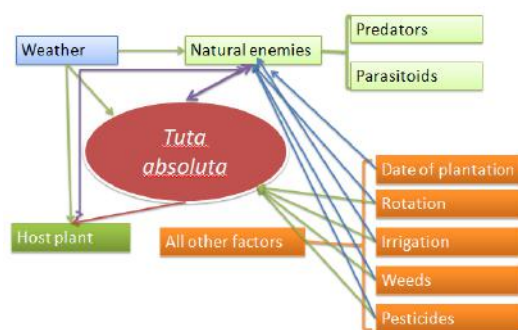 Weather
Natural enemies
Predators
Parasitoids
Tuta
absoluta
Date of plantation
Rotation
Host plant
All other factors
Irrigation
Weeds
Pesticides